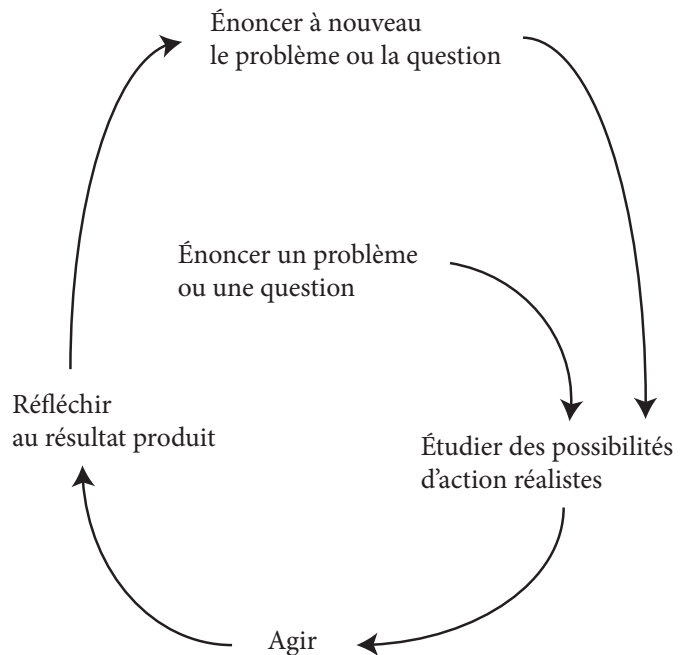 Énoncer à nouveau
le problème ou la question
Énoncer un problème
ou une question
Réfléchir
au résultat produit
Étudier des possibilités
d’action réalistes
Agir